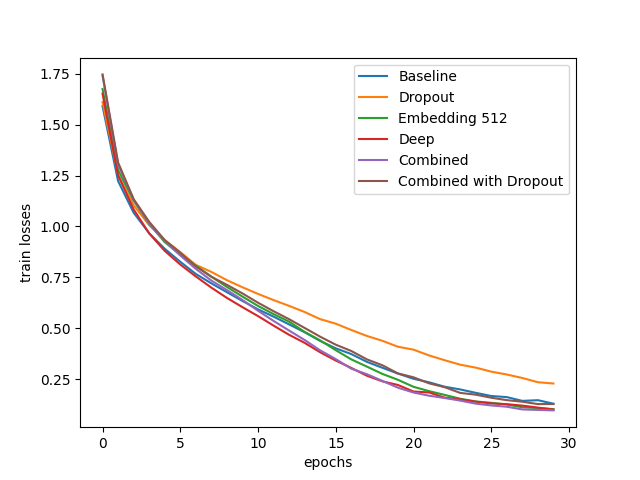 1.75
1.50
1.25
1.00
0.75
0.50
0.25
train losses
0 5 10 15 20 25 30
epochs
Baseline
Dropout
Embedding 512
Deep
Combined
Combined with Dropout